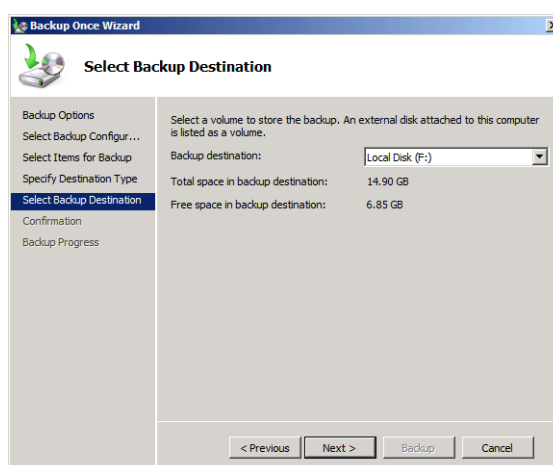 Backup Once Wizard
Select Backup Destination
Backup Options
Select Backup Configur...
Select Items for Backup
Specify Destination Type
Select Backup Destination
Confirmation
Backup Progress
Select a volume to store the backup. An external disk attached to this computer
is listed as a volume.
Backup destination: Local Disk (F:)
Total space in backup destination: 14.90 GB
Free space in backup destination: 6.85 GB
< Previous Next > Backup Cancel